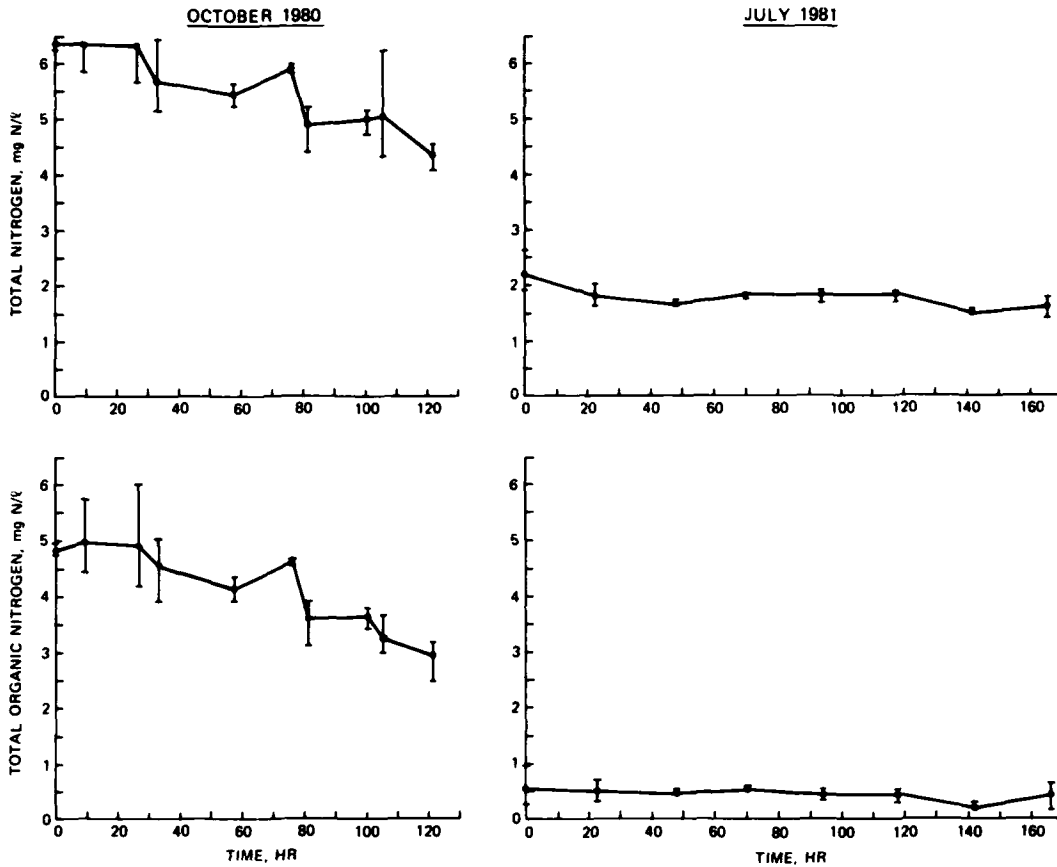 OCTOBER 1980
JULY 1981
TOTAL NITROGEN, mg N/ℓ
6
5
4
3
2
1
0
0 20 40 60 80 100 120
6
5
4
3
2
1
0
0 20 40 60 80 100 120 140 160
TOTAL ORGANIC NITROGEN, mg N/ℓ
6
5
4
3
2
1
0
0 20 40 60 80 100 120
TIME, HR
6
5
4
3
2
1
0
0 20 40 60 80 100 120 140 160
TIME, HR